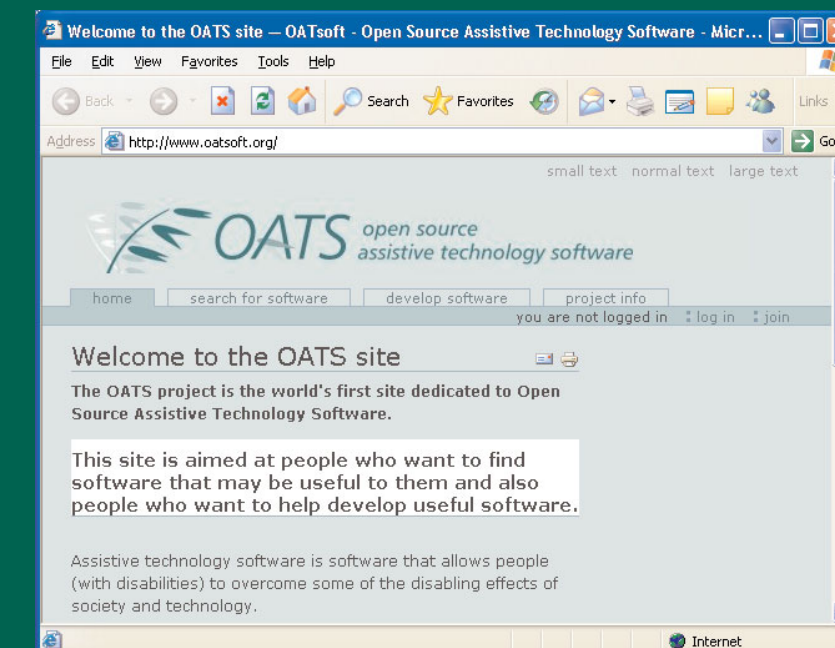 Welcome to the OATS site — OATsoft - Open Source Assistive Technology Software - Micr...
File Edit View Favorites Tools Help
Back Search Favorites Links
Address http://www.oatsoft.org/ Go
small text normal text large text
OATS open source
assistive technology software
home search for software develop software project info
you are not logged in log in join
Welcome to the OATS site
The OATS project is the world's first site dedicated to Open
Source Assistive Technology Software.
This site is aimed at people who want to find
software that may be useful to them and also
people who want to help develop useful software.
Assistive technology software is software that allows people
(with disabilities) to overcome some of the disabling effects of
society and technology.
Internet